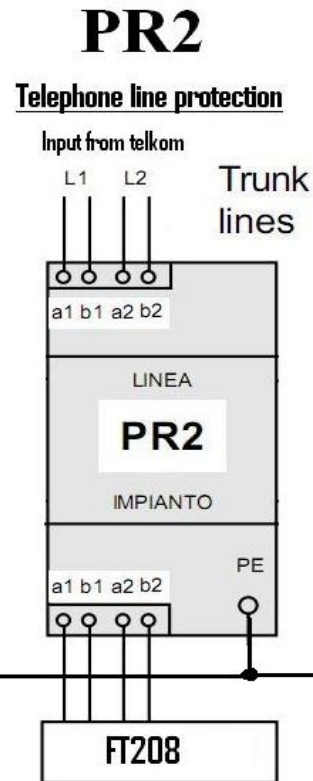 PR2
Telephone line protection
Input from telkom
L1 L2 Trunk
lines
a1 b1 a2 b2
LINEA
PR2
IMPIANTO
PE
a1 b1 a2 b2
FT208